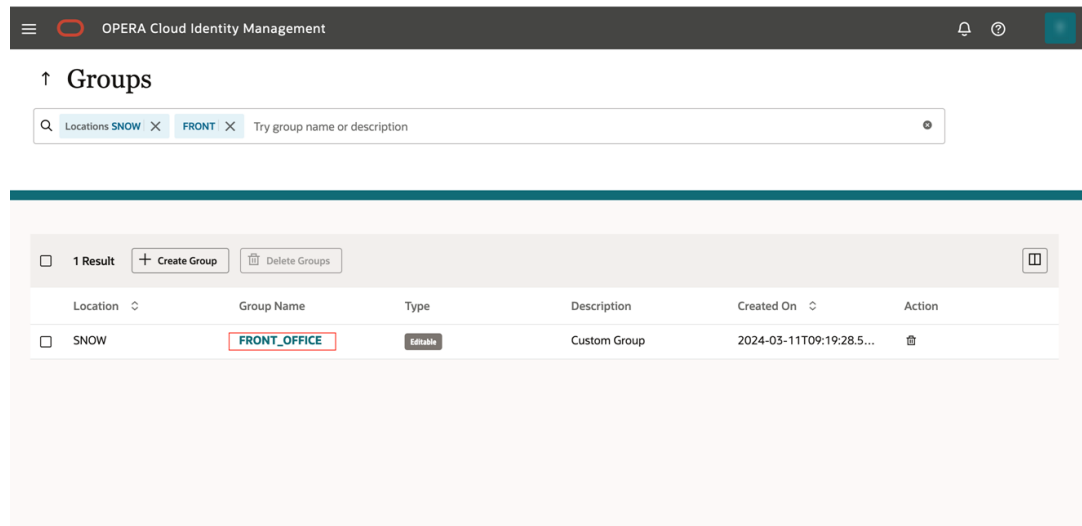 OPERA Cloud Identity Management
Groups
Locations SNOW FRONT Try group name or description
1 Result Create Group Delete Groups
Location Group Name Type Description Created On Action
SNOW FRONT_OFFICE Editable Custom Group 2024-03-11T09:19:28.5...